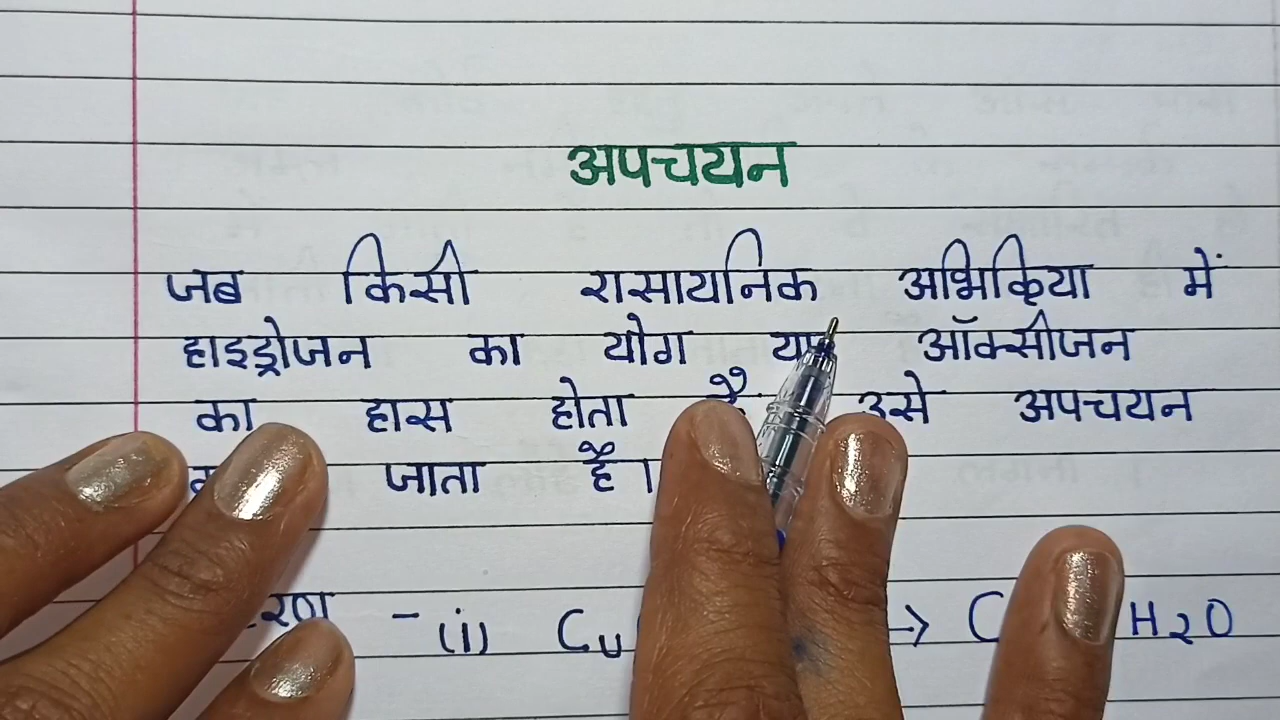 अपचयन
जब किसी रासायनिक अभिक्रिया में
हाइड्रोजन का योग या ऑक्सीजन
का हास होता है उसे अपचयन
जाता है।
- (i) Cu → C H2O